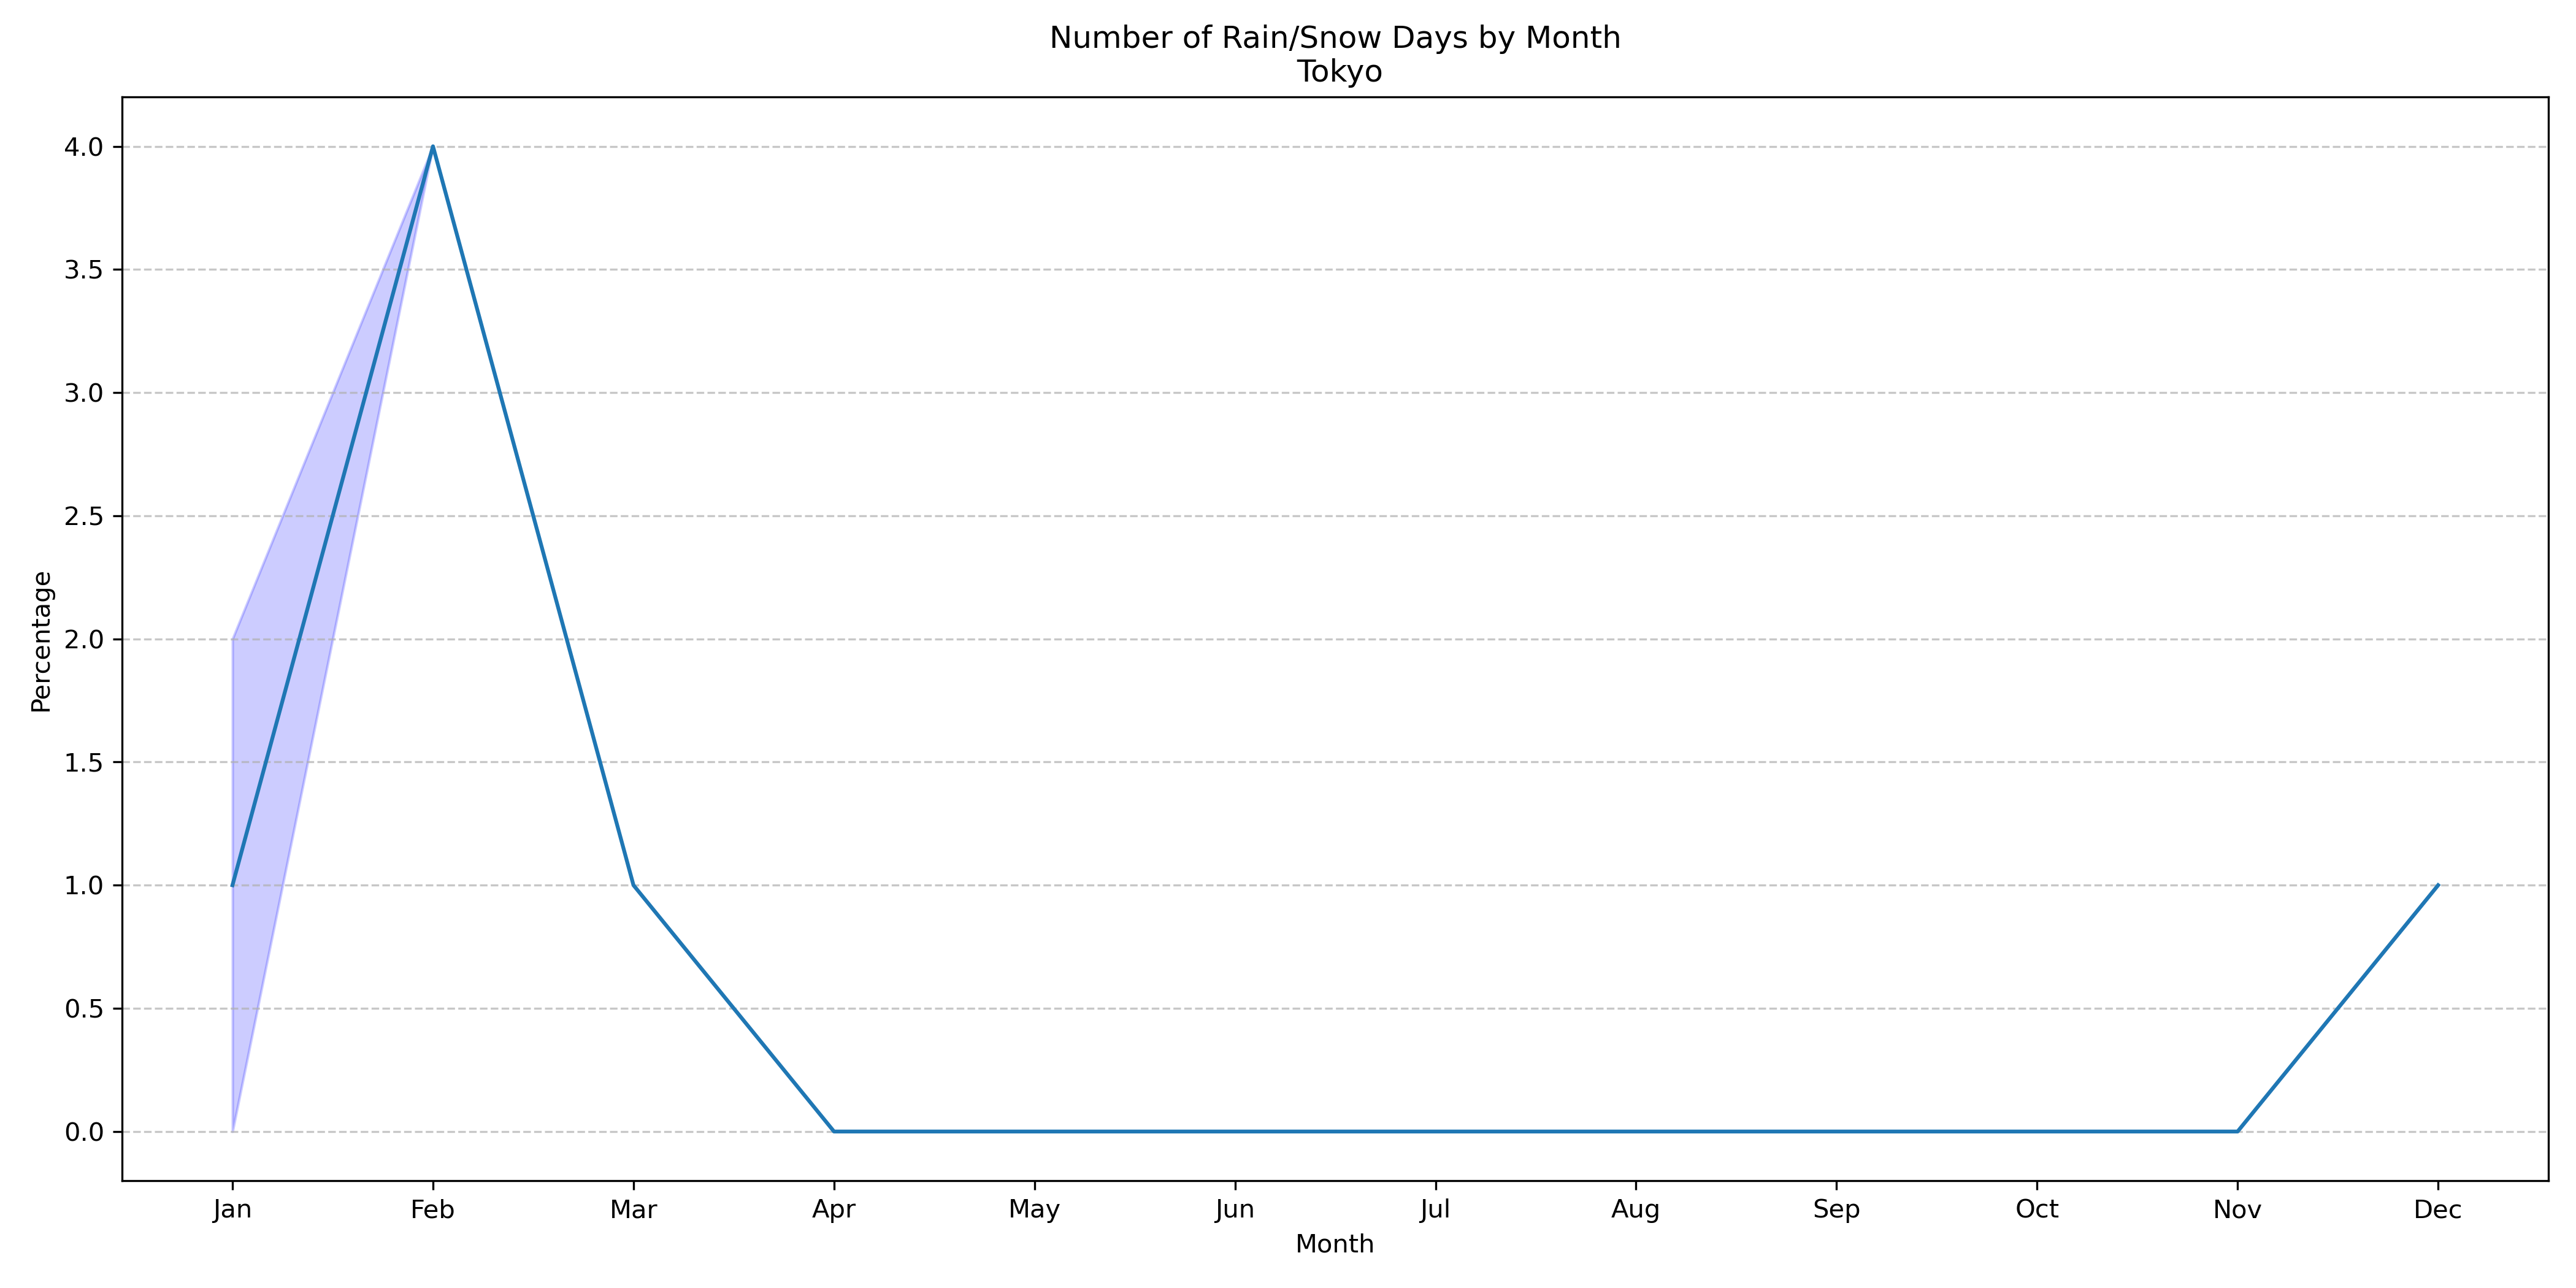 Number of Rain/Snow Days by Month
Tokyo
4.0
3.5
3.0
2.5
2.0
1.5
1.0
0.5
0.0
Percentage
Jan Feb Mar Apr May Jun Jul Aug Sep Oct Nov Dec
Month